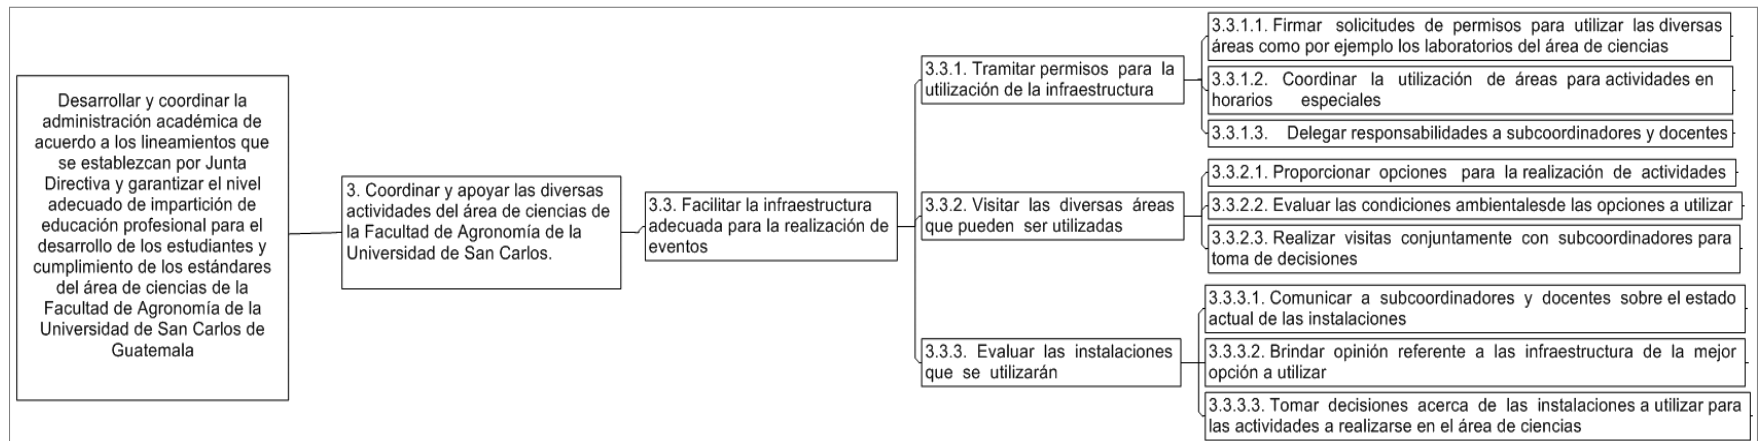 Desarrollar y coordinar la
administración académica de
acuerdo a los lineamientos que
se establezcan por Junta
Directiva y garantizar el nivel
adecuado de impartición de
educación profesional para el
desarrollo de los estudiantes y
cumplimiento de los estándares
del área de ciencias de la
Facultad de Agronomía de la
Universidad de San Carlos de
Guatemala
3. Coordinar y apoyar las diversas
actividades del área de ciencias de
la Facultad de Agronomía de la
Universidad de San Carlos.
3.3. Facilitar la infraestructura
adecuada para la realización de
eventos
3.3.1. Tramitar permisos para la
utilización de la infraestructura
3.3.1.1. Firmar solicitudes de permisos para utilizar las diversas
áreas como por ejemplo los laboratorios del área de ciencias
3.3.1.2. Coordinar la utilización de áreas para actividades en
horarios especiales
3.3.1.3. Delegar responsabilidades a subcoordinadores y docentes
3.3.2. Visitar las diversas áreas
que pueden ser utilizadas
3.3.2.1. Proporcionar opciones para la realización de actividades
3.3.2.2. Evaluar las condiciones ambientalesde las opciones a utilizar
3.3.2.3. Realizar visitas conjuntamente con subcoordinadores para
toma de decisiones
3.3.3. Evaluar las instalaciones
que se utilizarán
3.3.3.1. Comunicar a subcoordinadores y docentes sobre el estado
actual de las instalaciones
3.3.3.2. Brindar opinión referente a las infraestructura de la mejor
opción a utilizar
3.3.3.3. Tomar decisiones acerca de las instalaciones a utilizar para
las actividades a realizarse en el área de ciencias